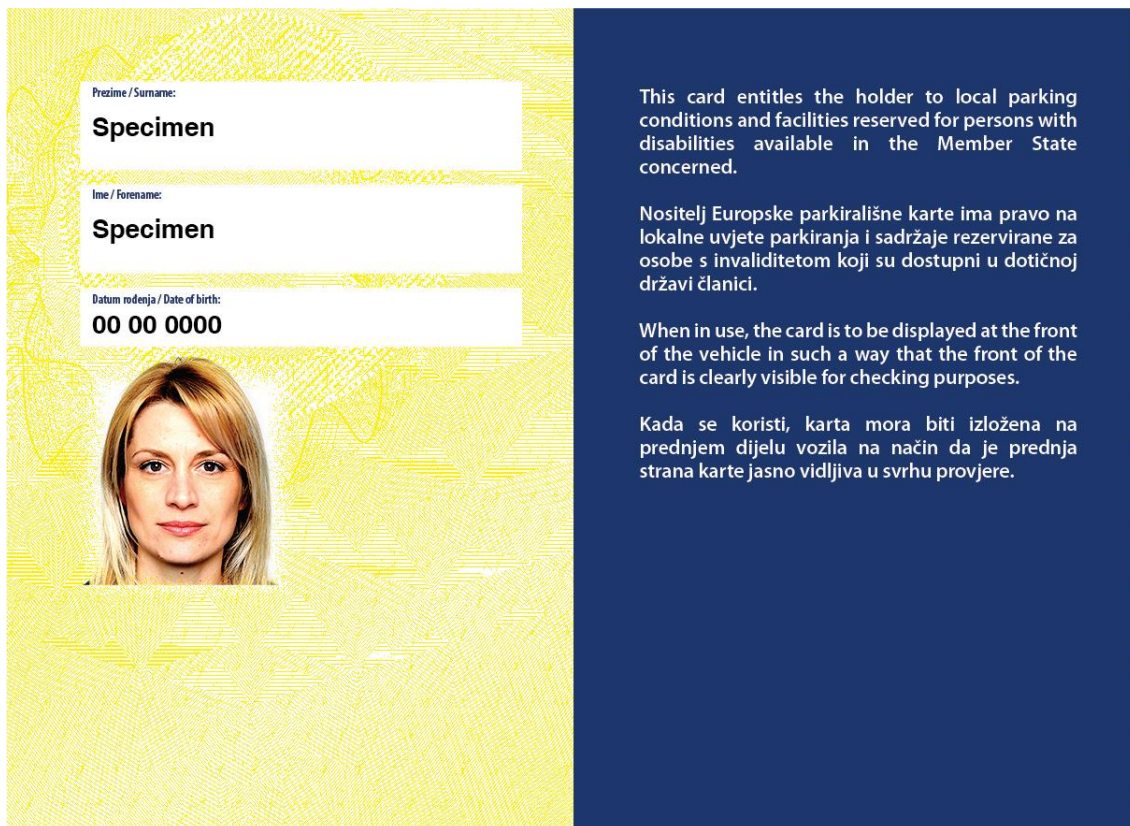 Prezime / Surname:
Specimen
Ime / Forename:
Specimen
Datum rođenja / Date of birth:
00 00 0000
This card entitles the holder to local parking
conditions and facilities reserved for persons with
disabilities available in the Member State
concerned.
Nositelj Europske parkirališne karte ima pravo na
lokalne uvjete parkiranja i sadržaje rezervirane za
osobe s invaliditetom koji su dostupni u dotičnoj
državi članici.
When in use, the card is to be displayed at the front
of the vehicle in such a way that the front of the
card is clearly visible for checking purposes.
Kada se koristi, karta mora biti izložena na
prednjem dijelu vozila na način da je prednja
strana karte jasno vidljiva u svrhu provjere.